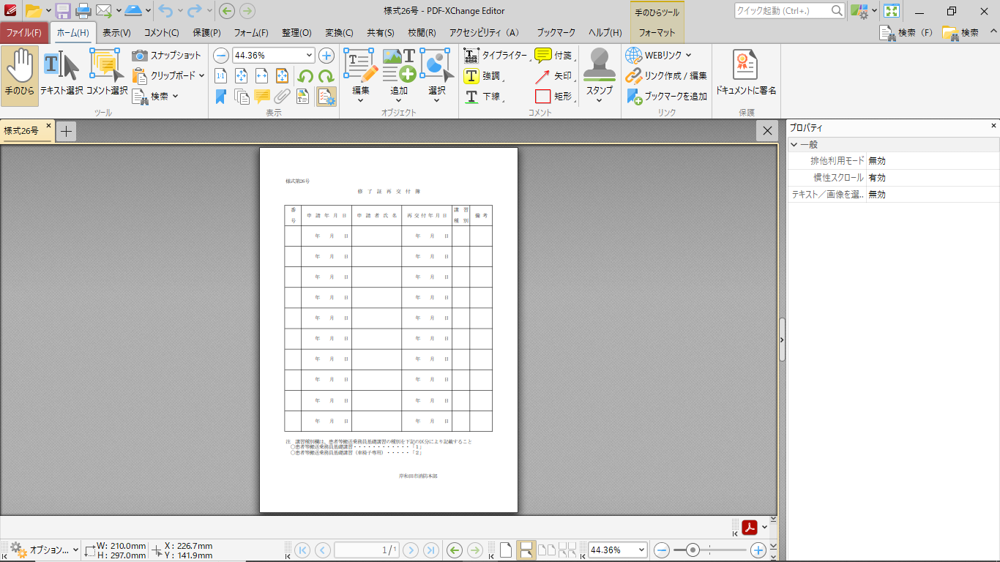 様式26号 - PDF-XChange Editor
手のひらツール
クイック起動 (Ctrl+.)
ファイル(F)
ホーム(H)
表示(V)
コメント(C)
保護(P)
フォーム(F)
整理(O)
変換(C)
共有(S)
校閲(R)
アクセシビリティ（A）
ブックマーク
ヘルプ(H)
フォーマット
検索（F）
検索
手のひら
テキスト選択
コメント選択
スナップショット
クリップボード
検索
ツール
44.36%
1:1
表示
編集
追加
選択
オブジェクト
タイプライター
付箋
強調
矢印
下線
矩形
スタンプ
コメント
WEBリンク
リンク作成 / 編集
ブックマークを追加
リンク
ドキュメントに署名
保護
様式26号
プロパティ
一般
排他利用モード 無効
慣性スクロール 有効
テキスト／画像を選.. 無効
様式第26号
修了証再交付簿
番号 申請年月日 申請者氏名 再交付年月日 講習種別 備考
年 月 日 年 月 日
年 月 日 年 月 日
年 月 日 年 月 日
年 月 日 年 月 日
年 月 日 年 月 日
年 月 日 年 月 日
年 月 日 年 月 日
年 月 日 年 月 日
年 月 日 年 月 日
年 月 日 年 月 日
注 講習種別欄は、患者等搬送乗務員基礎講習の種別を下記の区分により記載すること
○患者等搬送乗務員基礎講習・・・・・・・・・・・・「１」
○患者等搬送乗務員基礎講習（車椅子専用）・・・・・「２」
岸和田市消防本部
オプション...
W: 210.0mm
H: 297.0mm
X: 226.7mm
Y: 141.9mm
1 / 1
44.36%